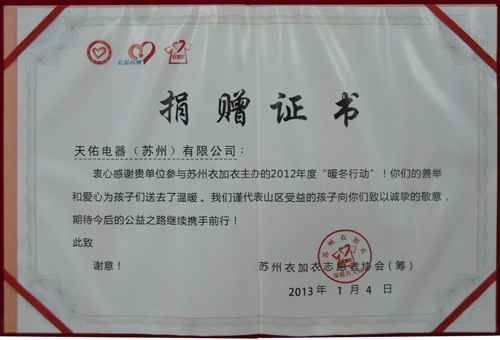 捐赠证书
天佑电器（苏州）有限公司：
衷心感谢贵单位参与苏州衣加衣主办的2012年度“暖冬行动”！你们的善举
和爱心为孩子们送去了温暖。我们谨代表山区受益的孩子向你们致以诚挚的敬意，
期待今后的公益之路继续携手前行！
此致
谢意！
苏州衣加衣志愿者协会（筹）
2013年 1月 4日